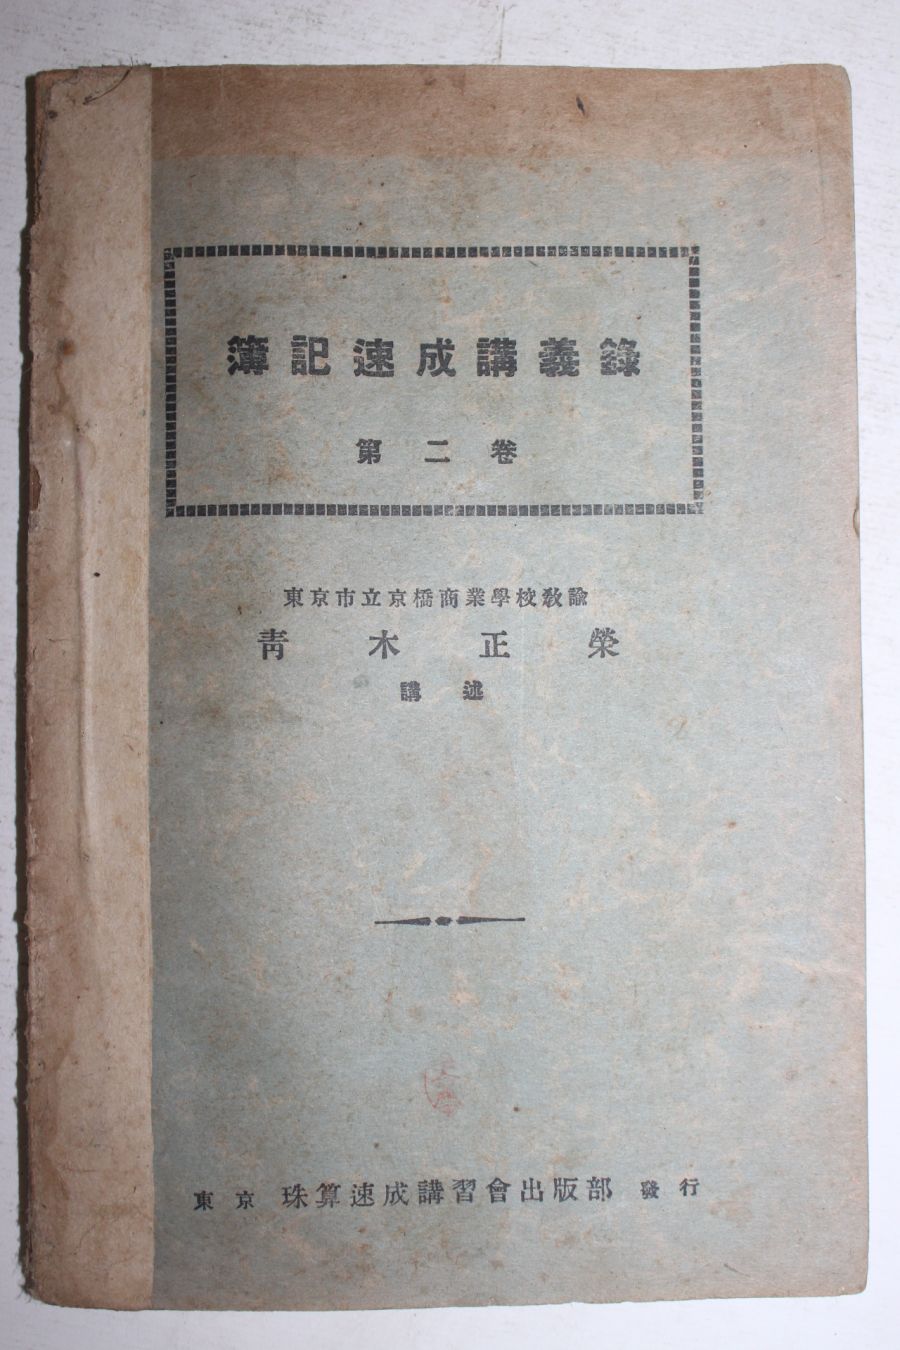 簿記速成講義錄
第二卷
東京市立京橋商業學校敎諭
靑木正榮
講述
東京 珠算速成講習會出版部 發行